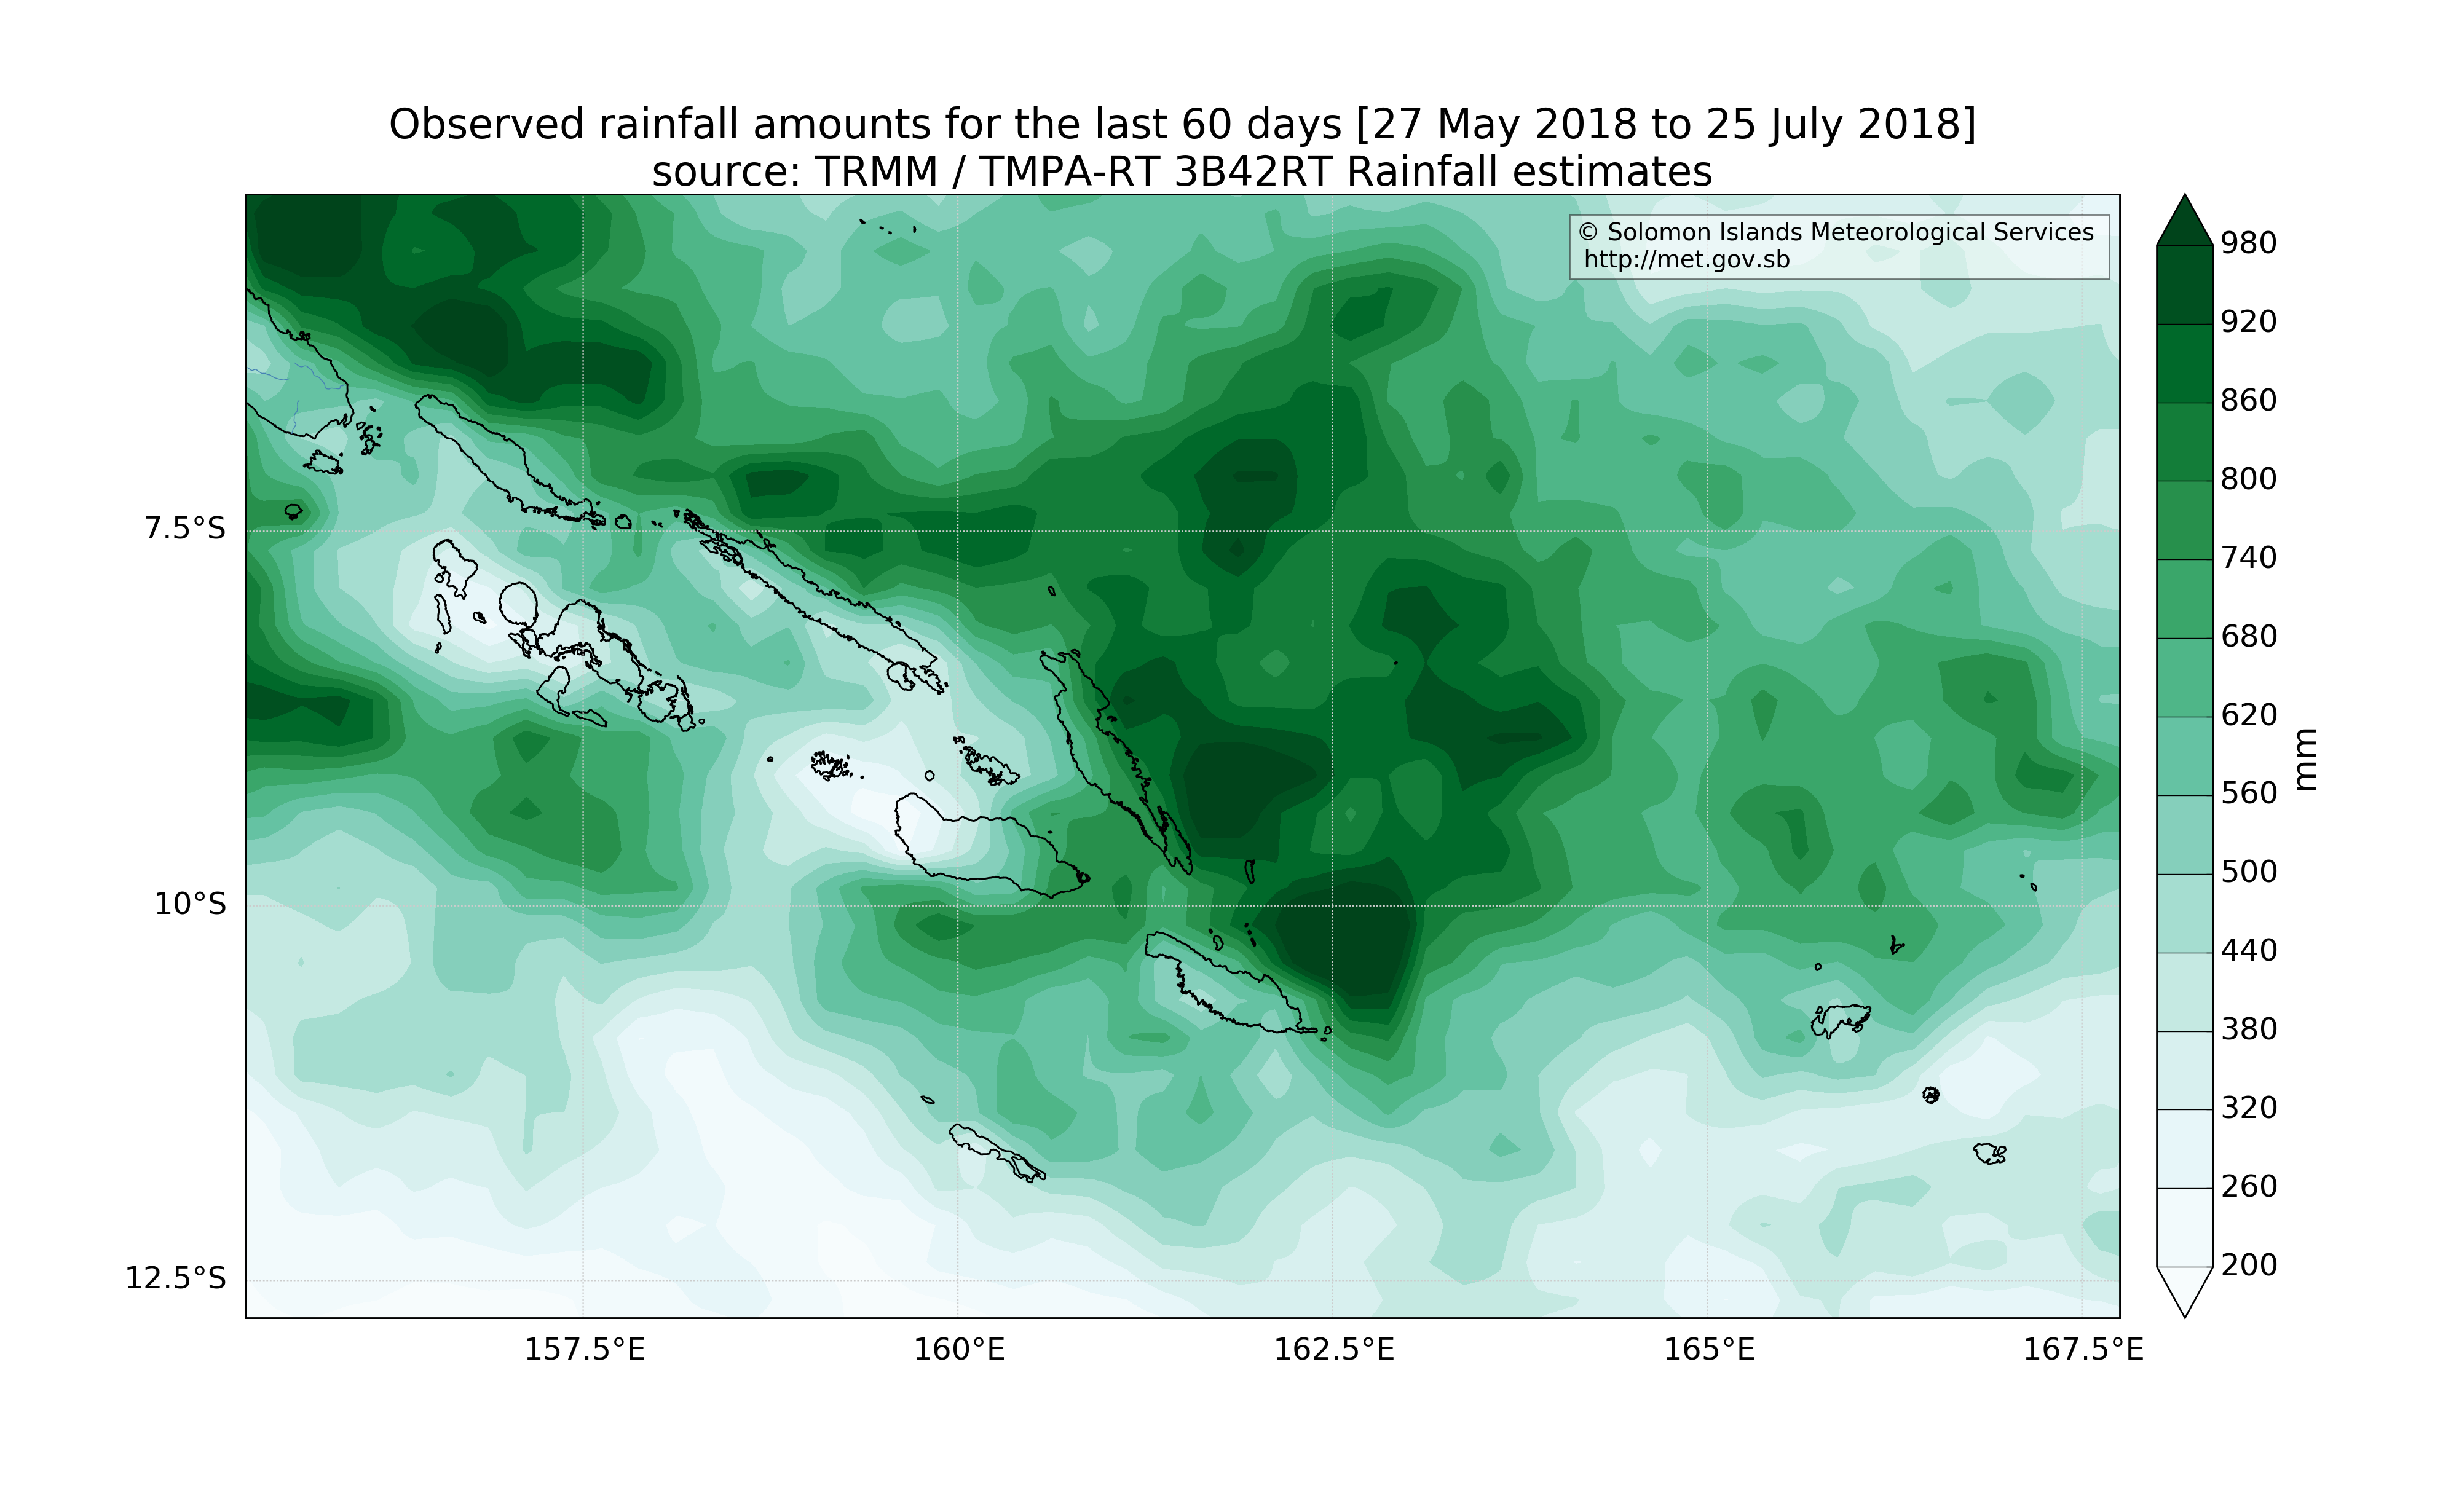 Observed rainfall amounts for the last 60 days [27 May 2018 to 25 July 2018]
source: TRMM / TMPA-RT 3B42RT Rainfall estimates
© Solomon Islands Meteorological Services
http://met.gov.sb
980
920
860
800
740
680
620
560
500
440
380
320
260
200
mm
7.5°S
10°S
12.5°S
157.5°E
160°E
162.5°E
165°E
167.5°E